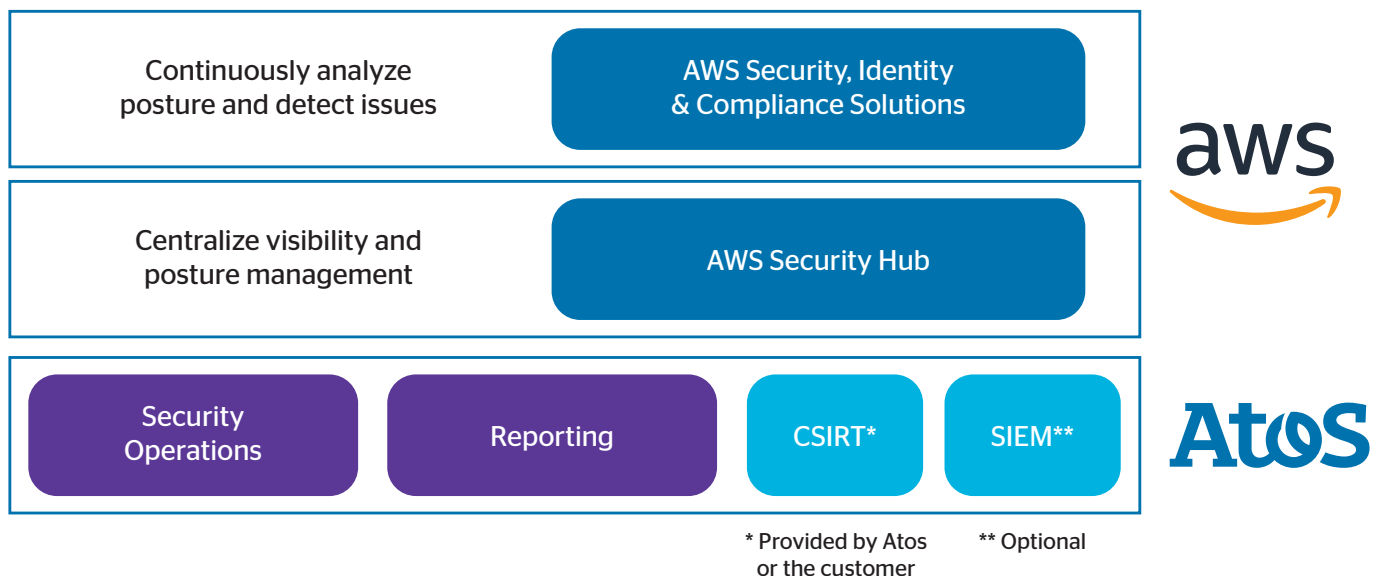 Continuously analyze
posture and detect issues
AWS Security, Identity
& Compliance Solutions
aws
Centralize visibility and
posture management
AWS Security Hub
Security
Operations
Reporting
CSIRT*
SIEM**
Atos
* Provided by Atos
or the customer
** Optional